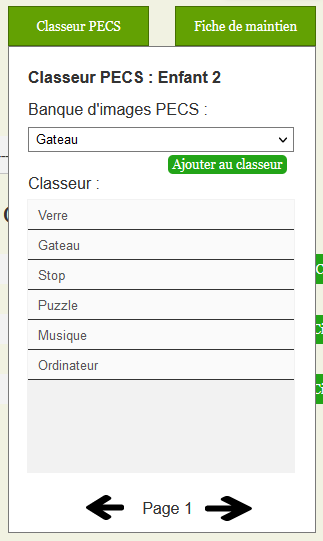 Classeur PECS
Fiche de maintien
Classeur PECS : Enfant 2
Banque d'images PECS :
Gateau
Ajouter au classeur
Classeur :
Verre
Gateau
Stop
Puzzle
Musique
Ordinateur
Page 1